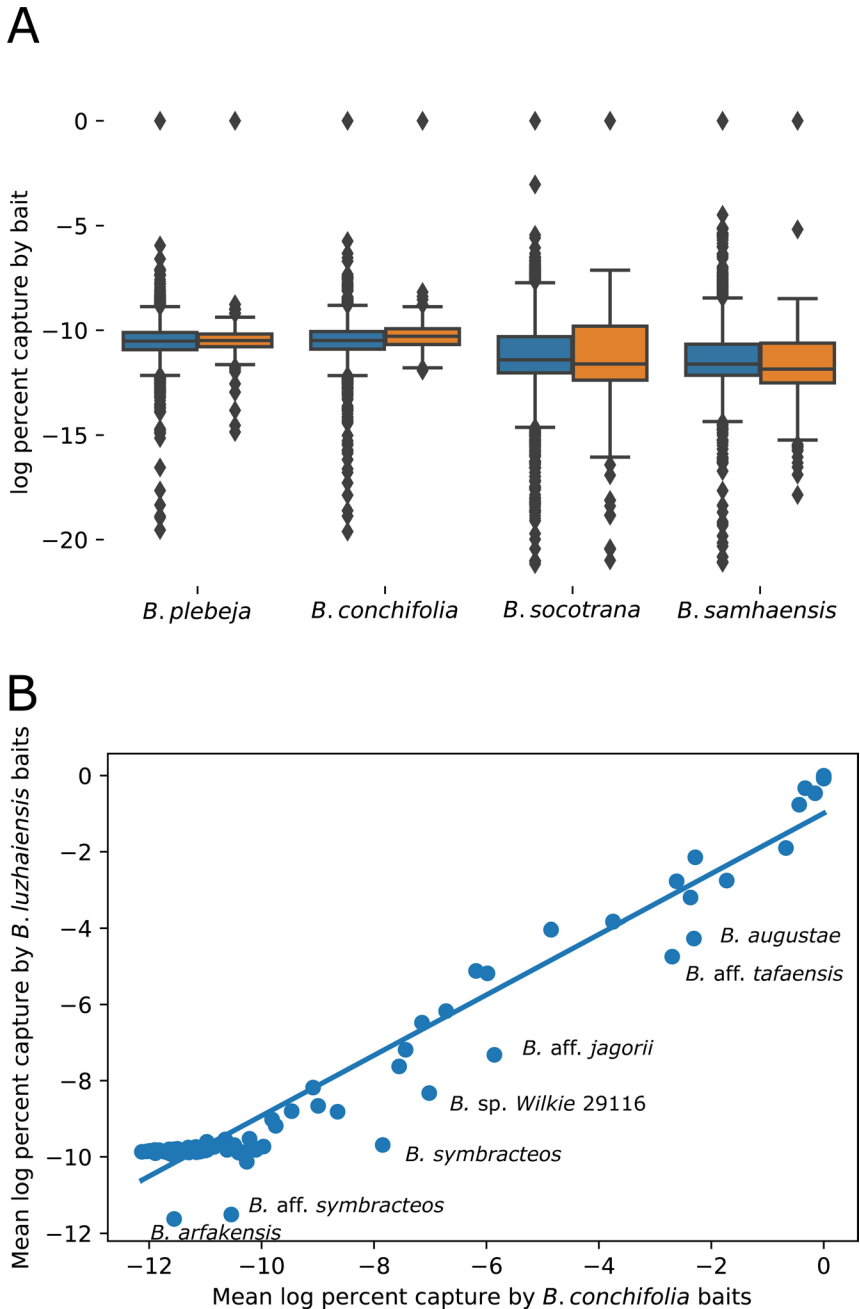 A
0
−5
−10
−15
−20
log percent capture by bait
B. plebeja
B. conchifolia
B. socotrana
B. samhaensis
B
Mean log percent capture by B. luzhaiensis baits
0
−2
−4
−6
−8
−10
−12
B. augustae
B. aff. tafaensis
B. aff. jagorii
B. sp. Wilkie 29116
B. symbracteos
B. aff. symbracteos
B. arfakensis
−12
−10
−8
−6
−4
−2
0
Mean log percent capture by B. conchifolia baits